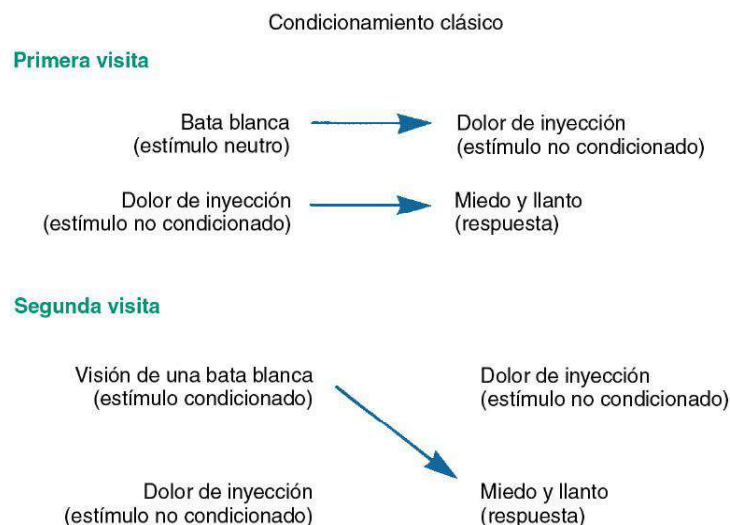 Condicionamiento clásico
Primera visita
Bata blanca
(estímulo neutro)
Dolor de inyección
(estímulo no condicionado)
Dolor de inyección
(estímulo no condicionado)
Miedo y llanto
(respuesta)
Segunda visita
Visión de una bata blanca
(estímulo condicionado)
Dolor de inyección
(estímulo no condicionado)
Dolor de inyección
(estímulo no condicionado)
Miedo y llanto
(respuesta)